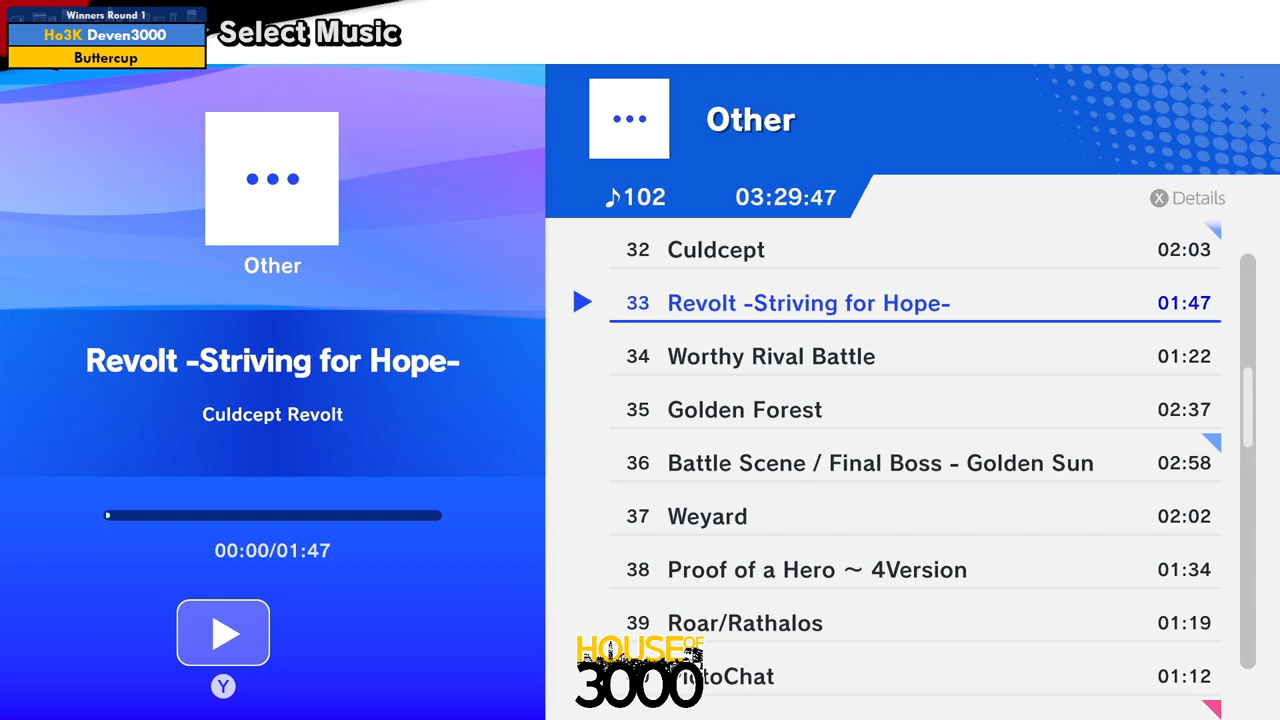 Winners Round 1
Ho3K Deven3000
Buttercup
Select Music
Other
Revolt -Striving for Hope-
Culdcept Revolt
00:00/01:47
Y
Other
♪102 03:29:47
X Details
32 Culdcept 02:03
33 Revolt -Striving for Hope- 01:47
34 Worthy Rival Battle 01:22
35 Golden Forest 02:37
36 Battle Scene / Final Boss - Golden Sun 02:58
37 Weyard 02:02
38 Proof of a Hero ~ 4Version 01:34
39 Roar/Rathalos 01:19
01:12
HOUSE OF
3000